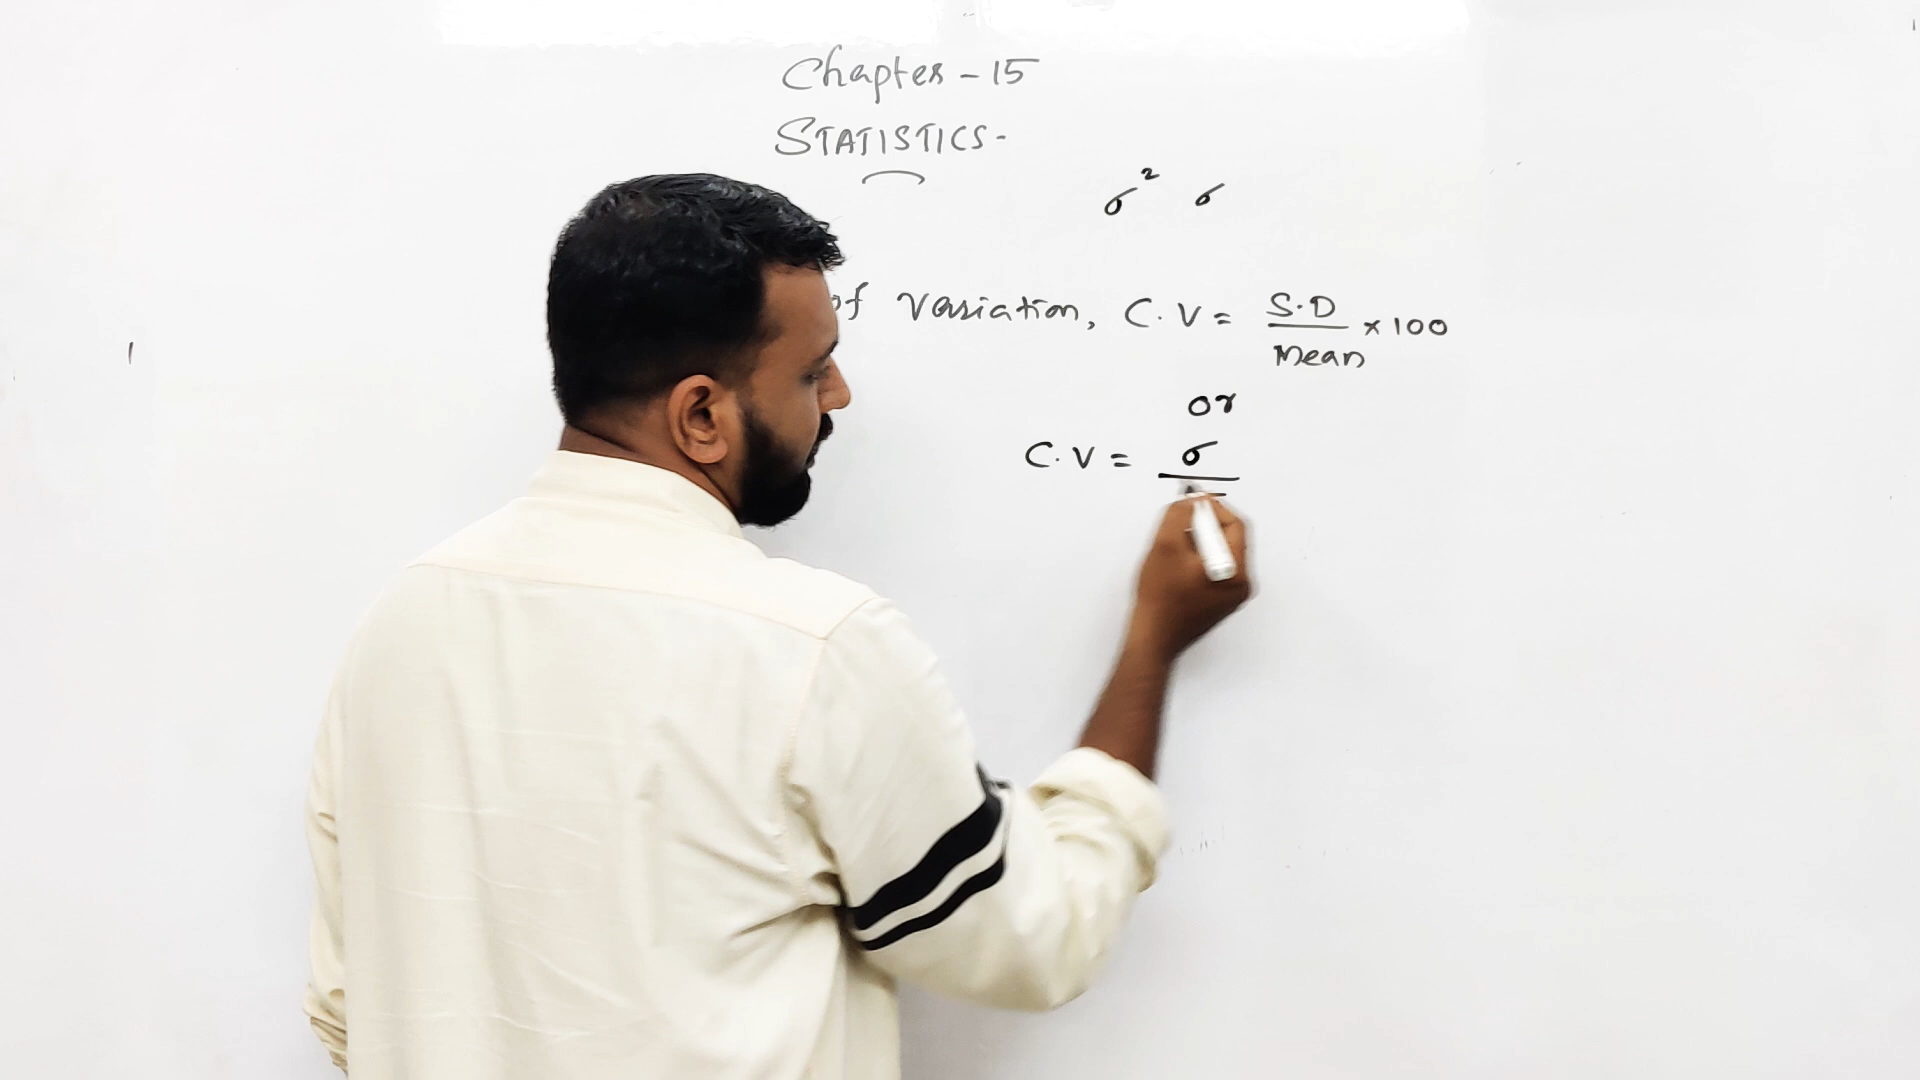 Chapter - 15
STATISTICS -
σ² σ
of Variation, C.V = S.D / Mean × 100
or
C.V = σ /